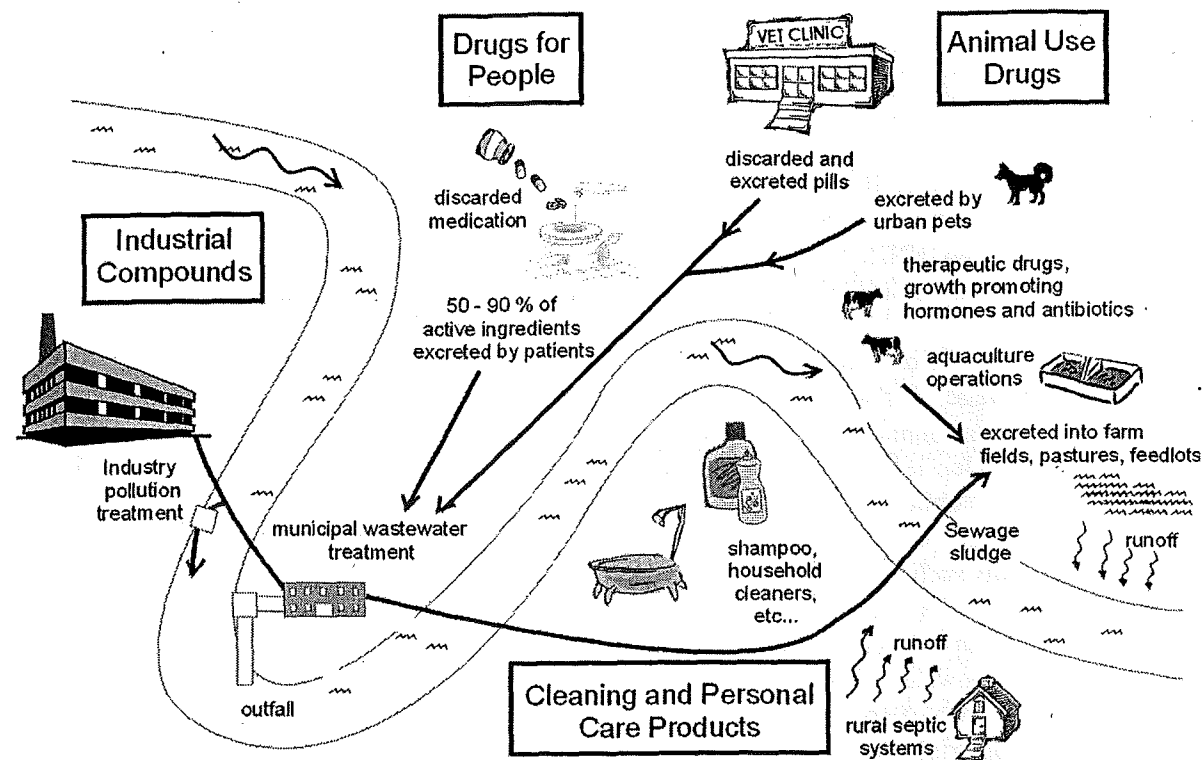 Drugs for
People
VET CLINIC
Animal Use
Drugs
discarded and
excreted pills
discarded
medication
excreted by
urban pets
Industrial
Compounds
therapeutic drugs,
growth promoting
hormones and antibiotics
50 - 90 % of
active ingredients
excreted by patients
aquaculture
operations
excreted into farm
fields, pastures, feedlots
Industry
pollution
treatment
municipal wastewater
treatment
shampoo,
household
cleaners,
etc...
Sewage
sludge
runoff
outfall
Cleaning and Personal
Care Products
runoff
rural septic
systems